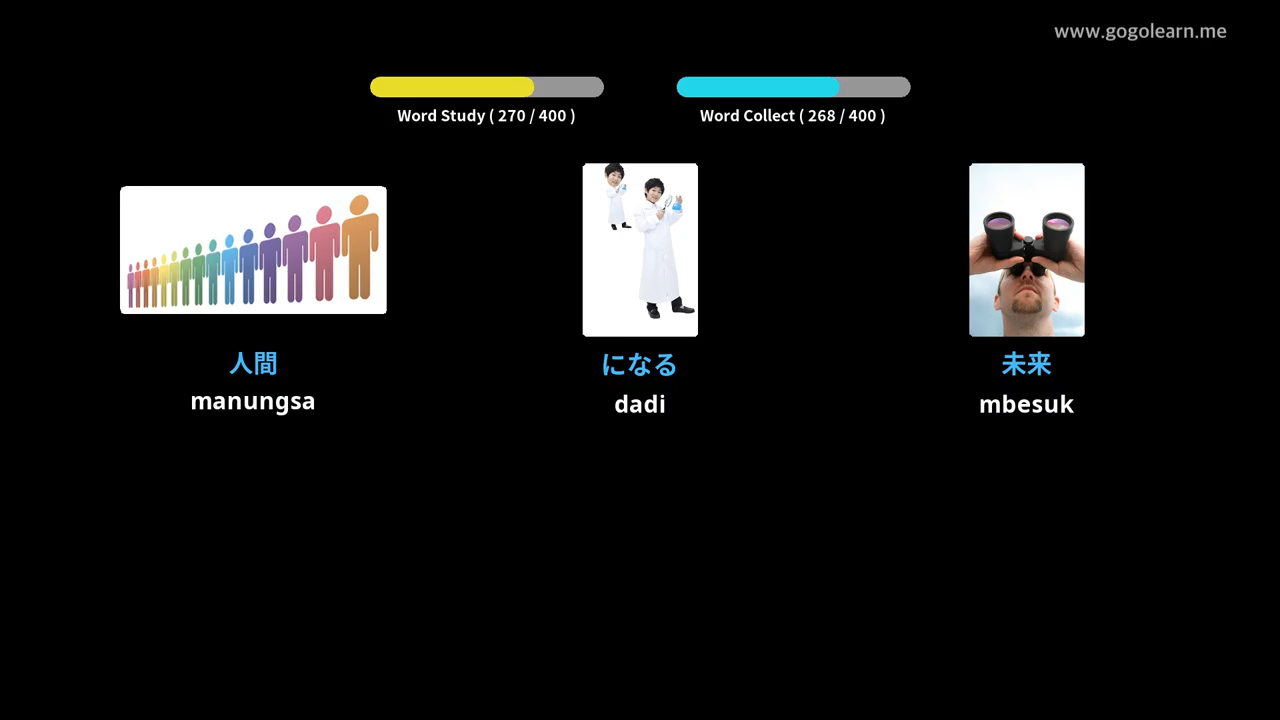 www.gogolearn.me
Word Study ( 270 / 400 )
Word Collect ( 268 / 400 )
人間
manungsa
になる
dadi
未来
mbesuk